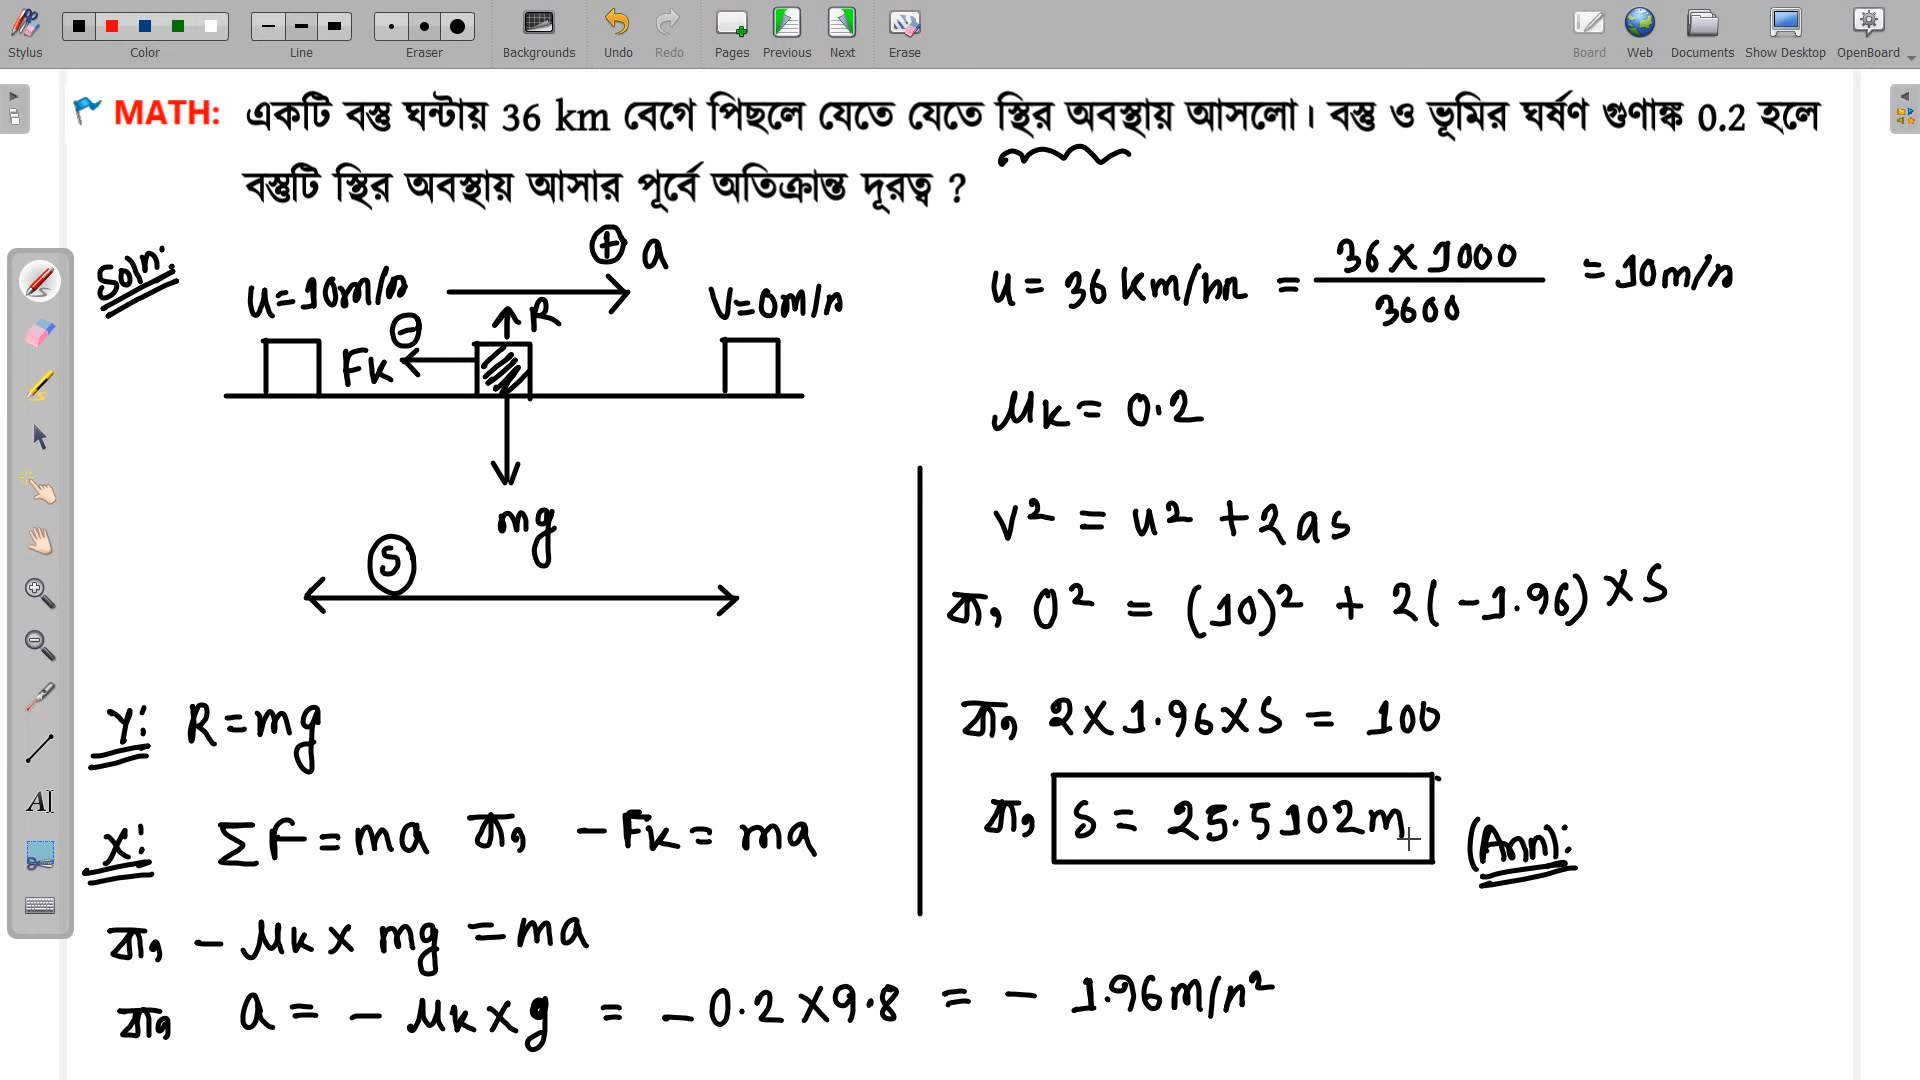 Stylus
Color
Line
Eraser
Backgrounds
Undo
Redo
Pages
Previous
Next
Erase
Board
Web
Documents
Show Desktop
OpenBoard
MATH: একটি বস্তু ঘন্টায় 36 km বেগে পিছলে যেতে যেতে স্থির অবস্থায় আসলো। বস্তু ও ভূমির ঘর্ষণ গুণাঙ্ক 0.2 হলে
বস্তুটি স্থির অবস্থায় আসার পূর্বে অতিক্রান্ত দূরত্ব ?
Soln:
+ a
u=10m/s
V=0m/s
R
-
Fk
mg
S
Y: R=mg
X: ΣF=ma বা, -Fk= ma
বা, - μk× mg =ma
বা, a = - μk×g = -0.2×9.8 = - 1.96m/s²
u= 36 Km/hr = 36×1000/3600 =10m/s
μk= 0.2
v² = u² +2as
বা, 0² = (10)² + 2(-1.96)×S
বা, 2×1.96×S = 100
বা, S = 25.5102m (Ans):